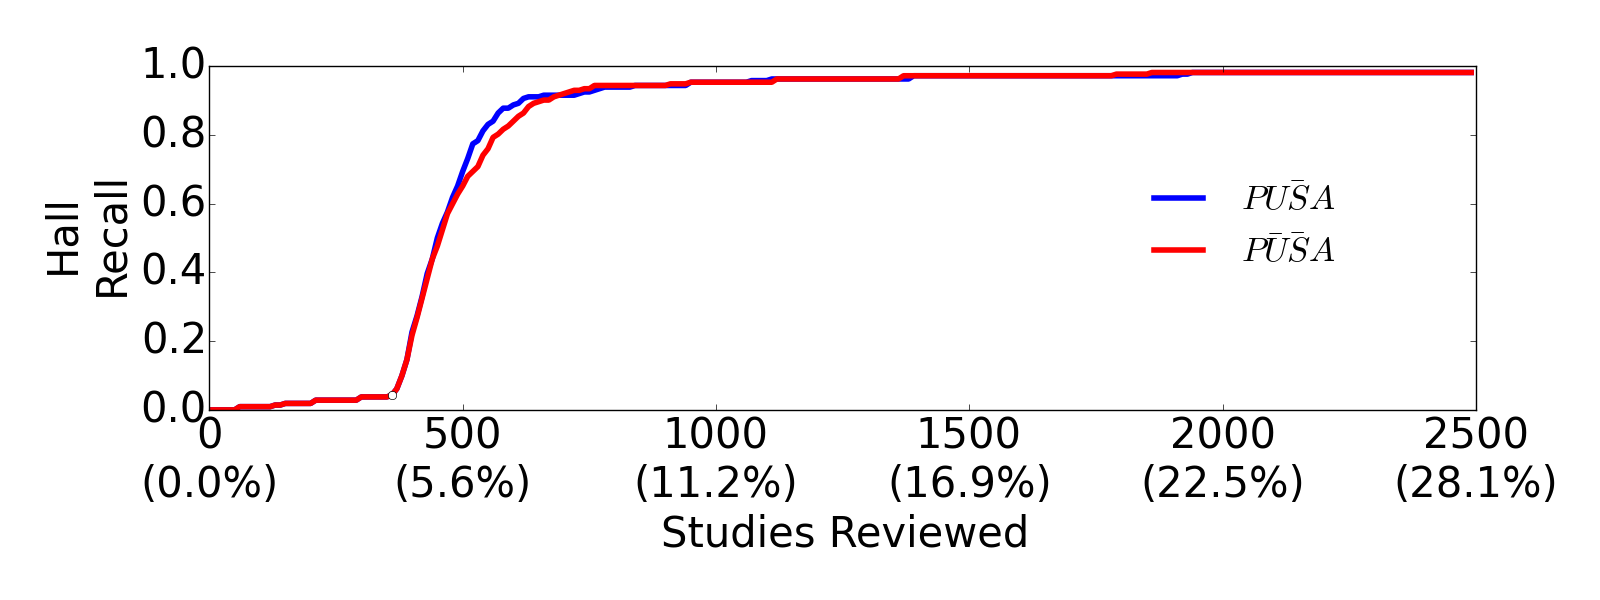 1.0
0.8
0.6
0.4
0.2
0.0
Hall
Recall
PUS̄A
PŪS̄A
0 500 1000 1500 2000 2500
(0.0%) (5.6%) (11.2%) (16.9%) (22.5%) (28.1%)
Studies Reviewed